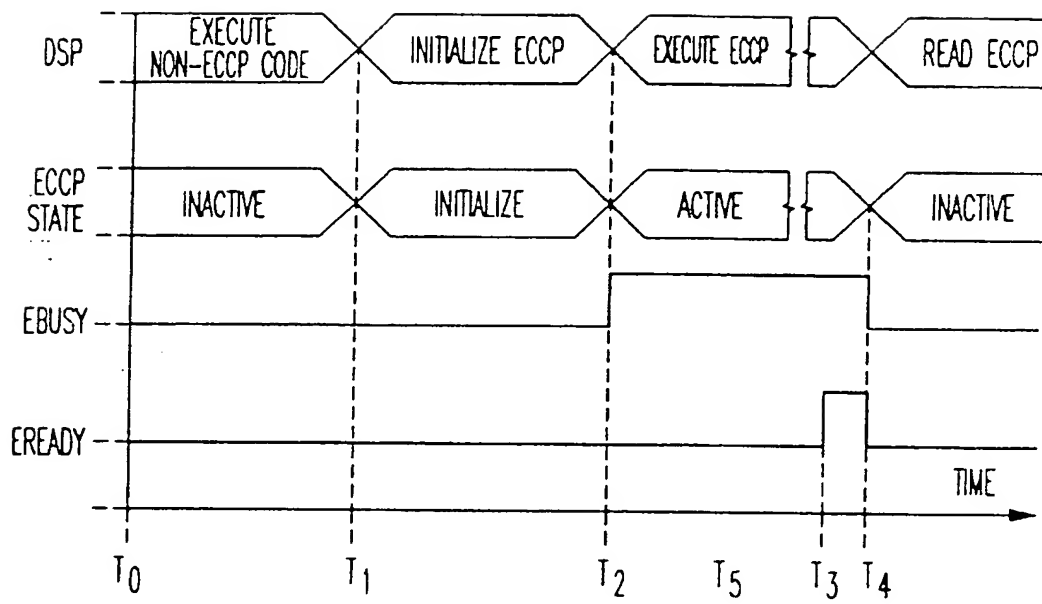 DSP
EXECUTE
NON-ECCP CODE
INITIALIZE ECCP
EXECUTE ECCP
READ ECCP
ECCP
STATE
INACTIVE
INITIALIZE
ACTIVE
INACTIVE
EBUSY
EREADY
TIME
T0 T1 T2 T5 T3 T4